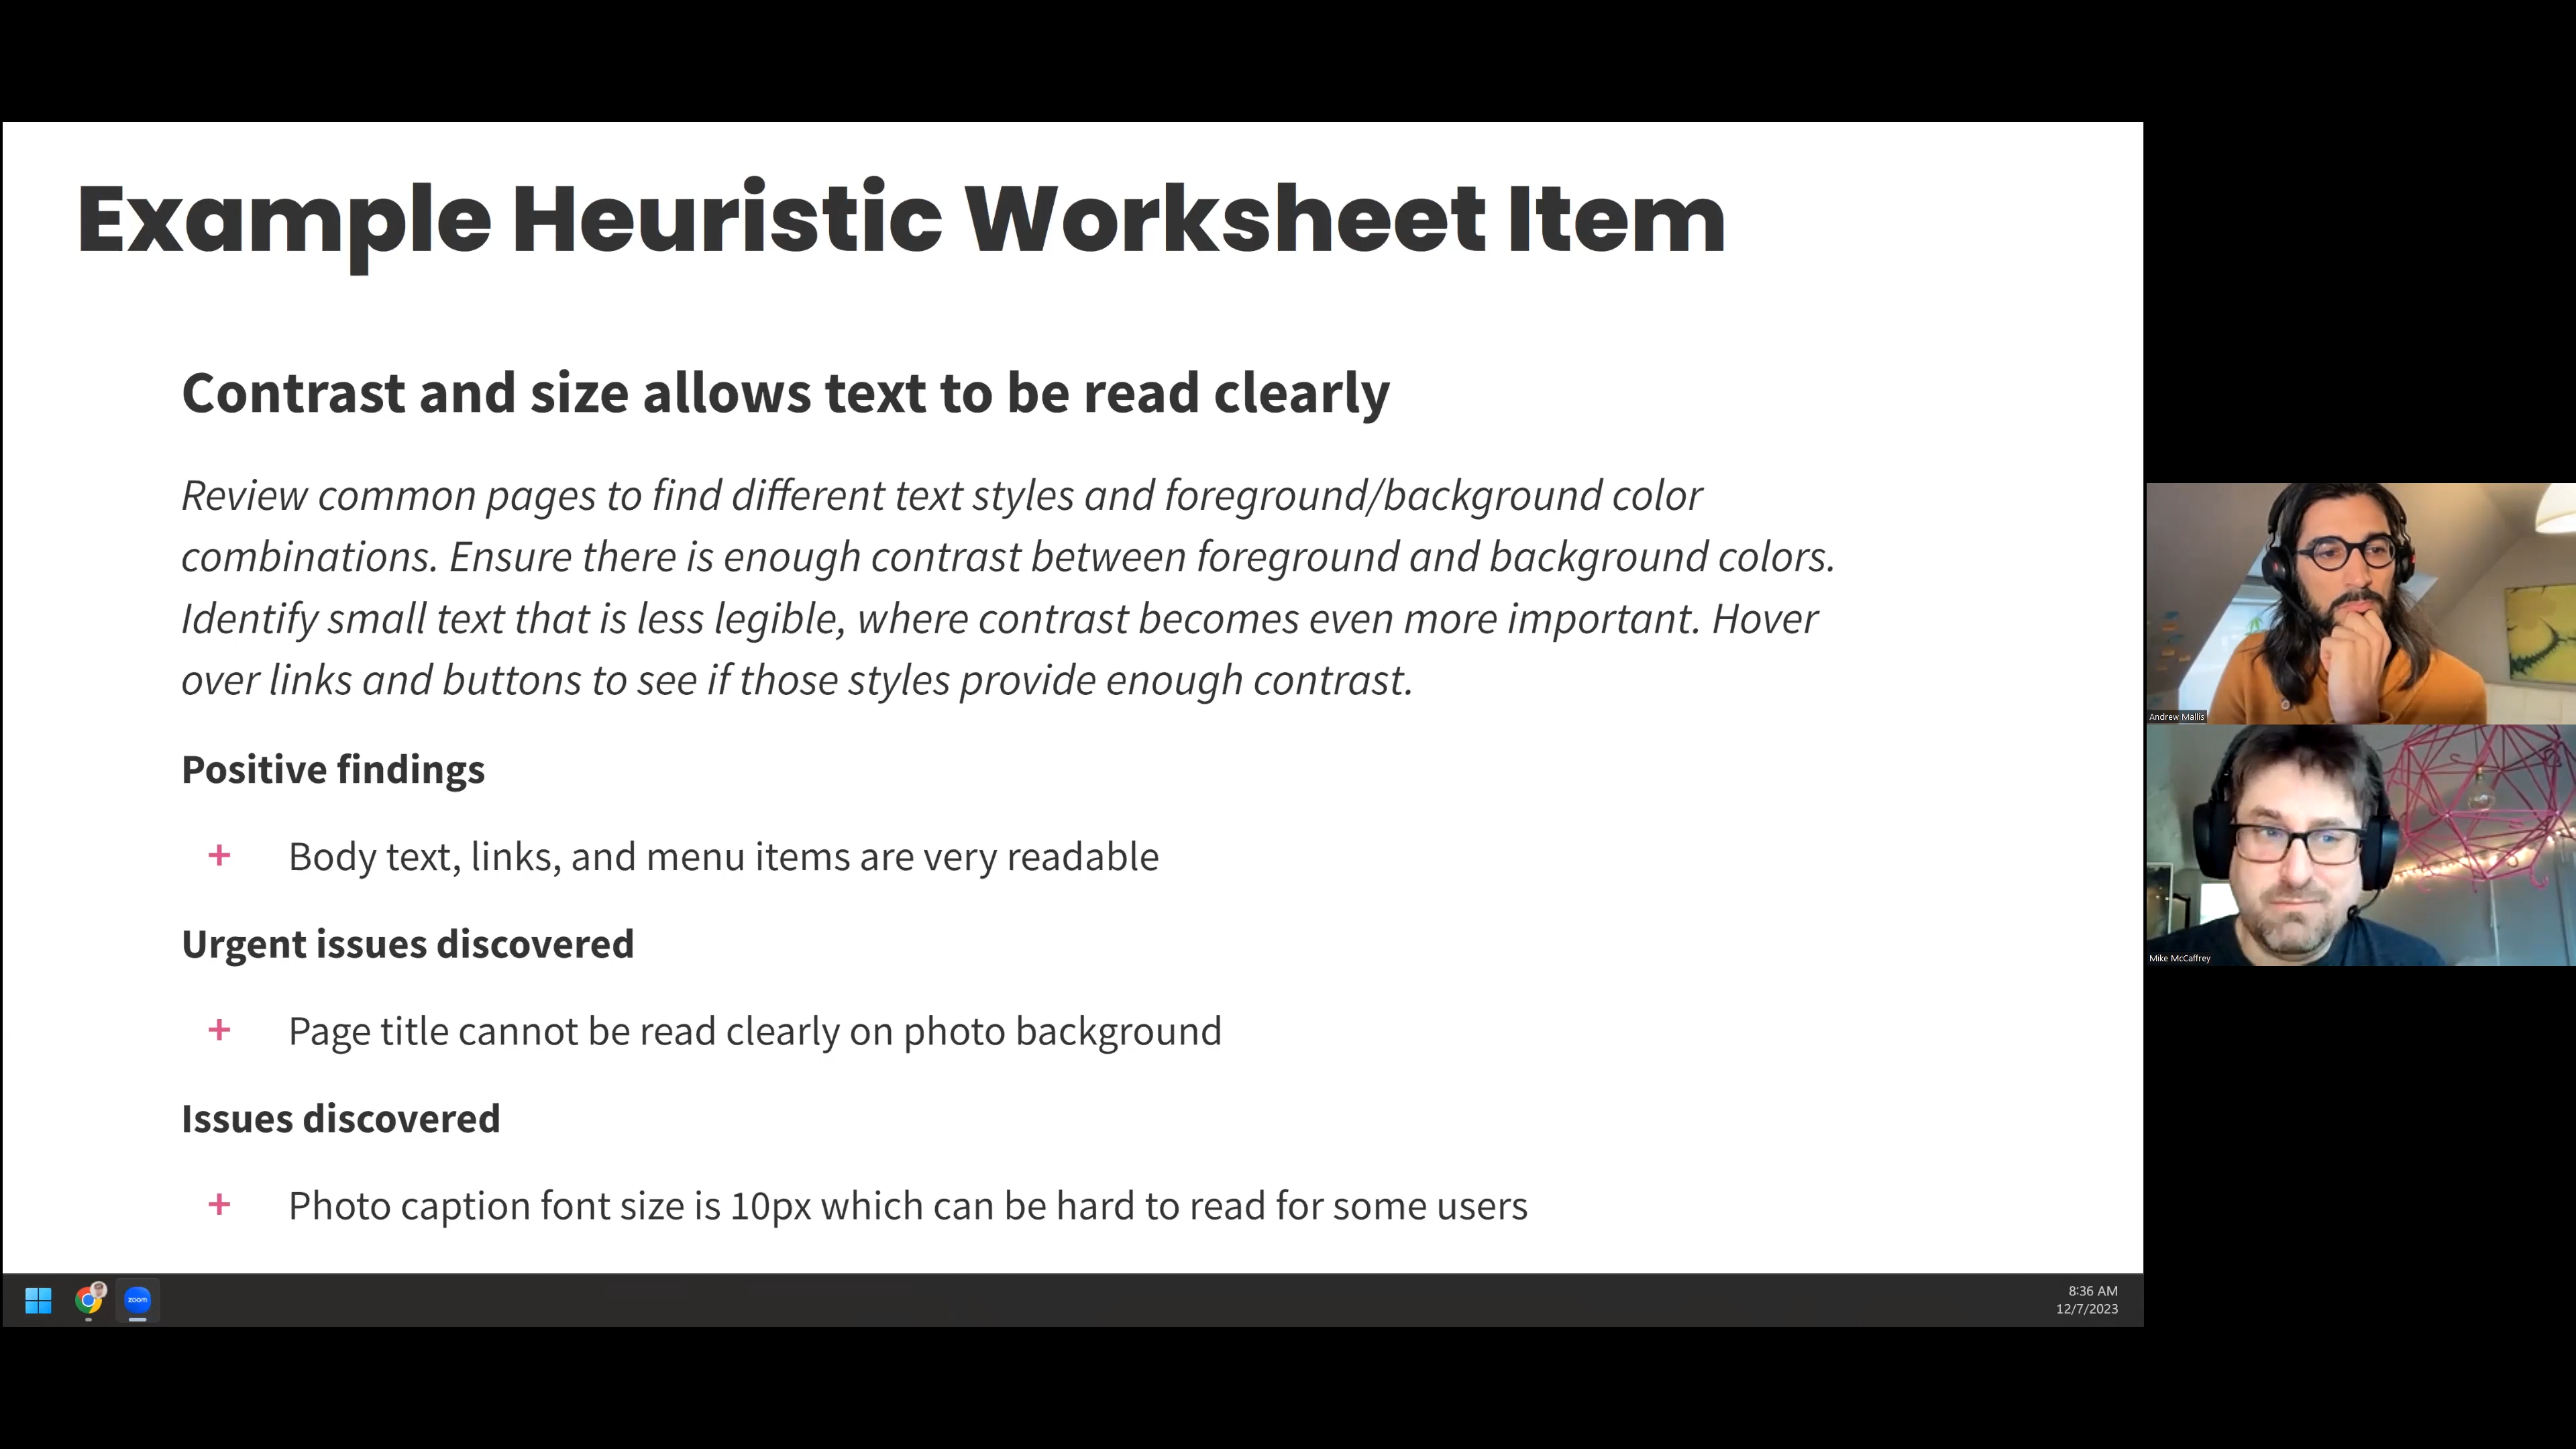 Example Heuristic Worksheet Item
Contrast and size allows text to be read clearly
Review common pages to find different text styles and foreground/background color
combinations. Ensure there is enough contrast between foreground and background colors.
Identify small text that is less legible, where contrast becomes even more important. Hover
over links and buttons to see if those styles provide enough contrast.
Positive findings
+ Body text, links, and menu items are very readable
Urgent issues discovered
+ Page title cannot be read clearly on photo background
Issues discovered
+ Photo caption font size is 10px which can be hard to read for some users
Andrew Mallis
Mike McCaffrey
zoom
8:36 AM
12/7/2023